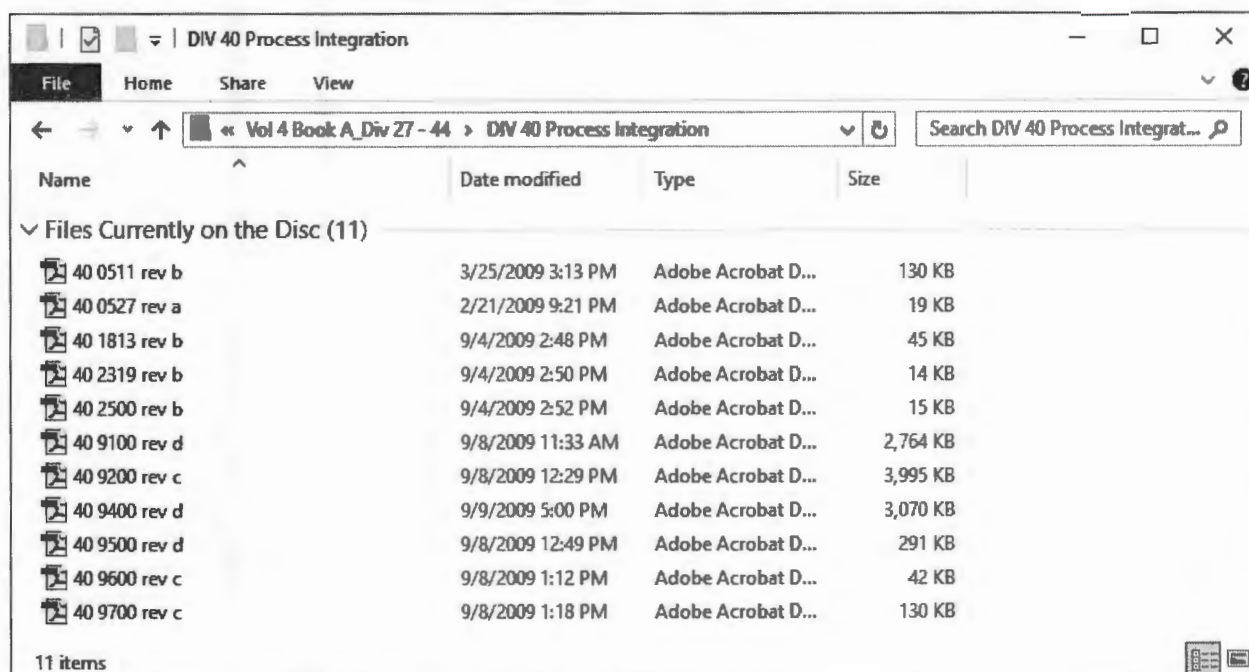 DIV 40 Process Integration
File Home Share View
« Vol 4 Book A_Div 27 - 44 › DIV 40 Process Integration Search DIV 40 Process Integrat...
Name Date modified Type Size
Files Currently on the Disc (11)
40 0511 rev b 3/25/2009 3:13 PM Adobe Acrobat D... 130 KB
40 0527 rev a 2/21/2009 9:21 PM Adobe Acrobat D... 19 KB
40 1813 rev b 9/4/2009 2:48 PM Adobe Acrobat D... 45 KB
40 2319 rev b 9/4/2009 2:50 PM Adobe Acrobat D... 14 KB
40 2500 rev b 9/4/2009 2:52 PM Adobe Acrobat D... 15 KB
40 9100 rev d 9/8/2009 11:33 AM Adobe Acrobat D... 2,764 KB
40 9200 rev c 9/8/2009 12:29 PM Adobe Acrobat D... 3,995 KB
40 9400 rev d 9/9/2009 5:00 PM Adobe Acrobat D... 3,070 KB
40 9500 rev d 9/8/2009 12:49 PM Adobe Acrobat D... 291 KB
40 9600 rev c 9/8/2009 1:12 PM Adobe Acrobat D... 42 KB
40 9700 rev c 9/8/2009 1:18 PM Adobe Acrobat D... 130 KB
11 items